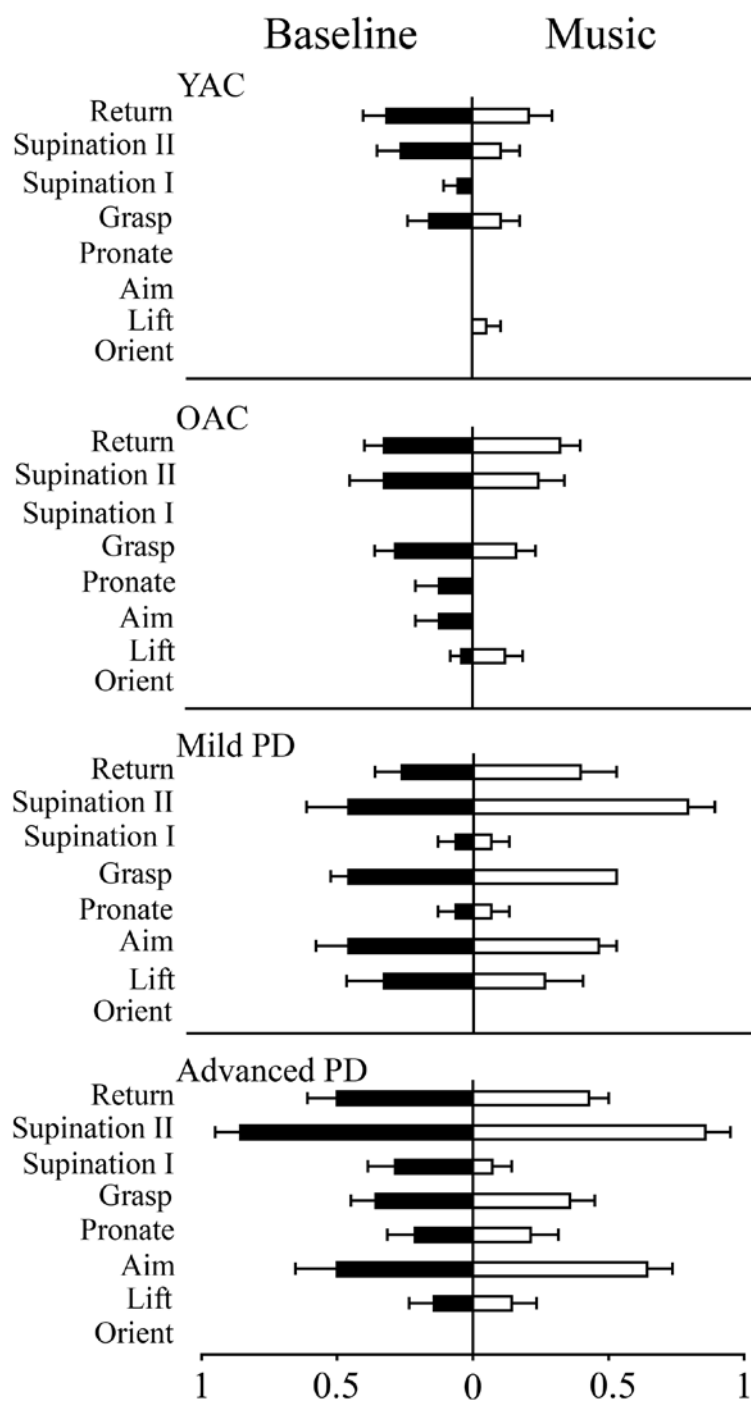 Baseline Music
YAC
Return
Supination II
Supination I
Grasp
Pronate
Aim
Lift
Orient
OAC
Return
Supination II
Supination I
Grasp
Pronate
Aim
Lift
Orient
Mild PD
Return
Supination II
Supination I
Grasp
Pronate
Aim
Lift
Orient
Advanced PD
Return
Supination II
Supination I
Grasp
Pronate
Aim
Lift
Orient
1 0.5 0 0.5 1